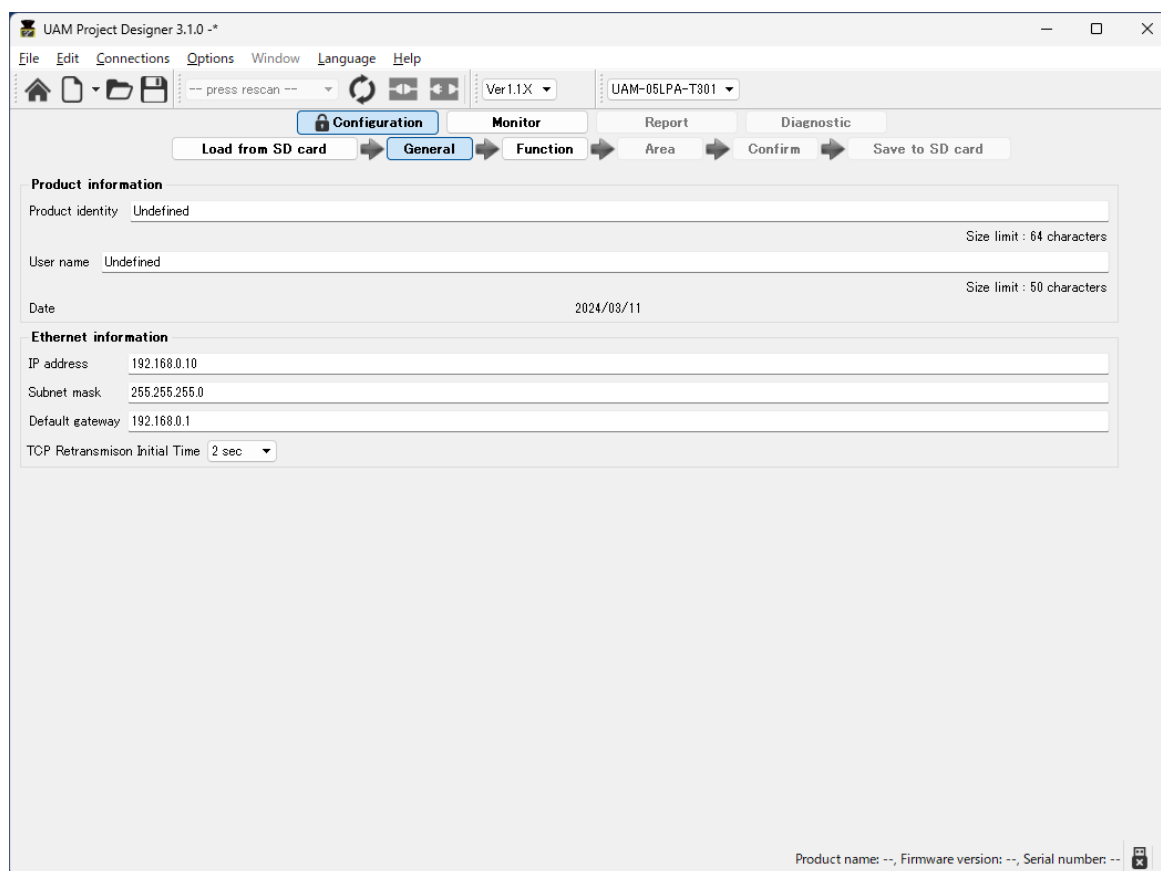 UAM Project Designer 3.1.0 -*
File Edit Connections Options Window Language Help
-- press rescan -- Ver1.1X UAM-05LPA-T301
Configuration Monitor Report Diagnostic
Load from SD card General Function Area Confirm Save to SD card
Product information
Product identity Undefined
Size limit : 64 characters
User name Undefined
Size limit : 50 characters
Date 2024/03/11
Ethernet information
IP address 192.168.0.10
Subnet mask 255.255.255.0
Default gateway 192.168.0.1
TCP Retransmison Initial Time 2 sec
Product name: --, Firmware version: --, Serial number: --